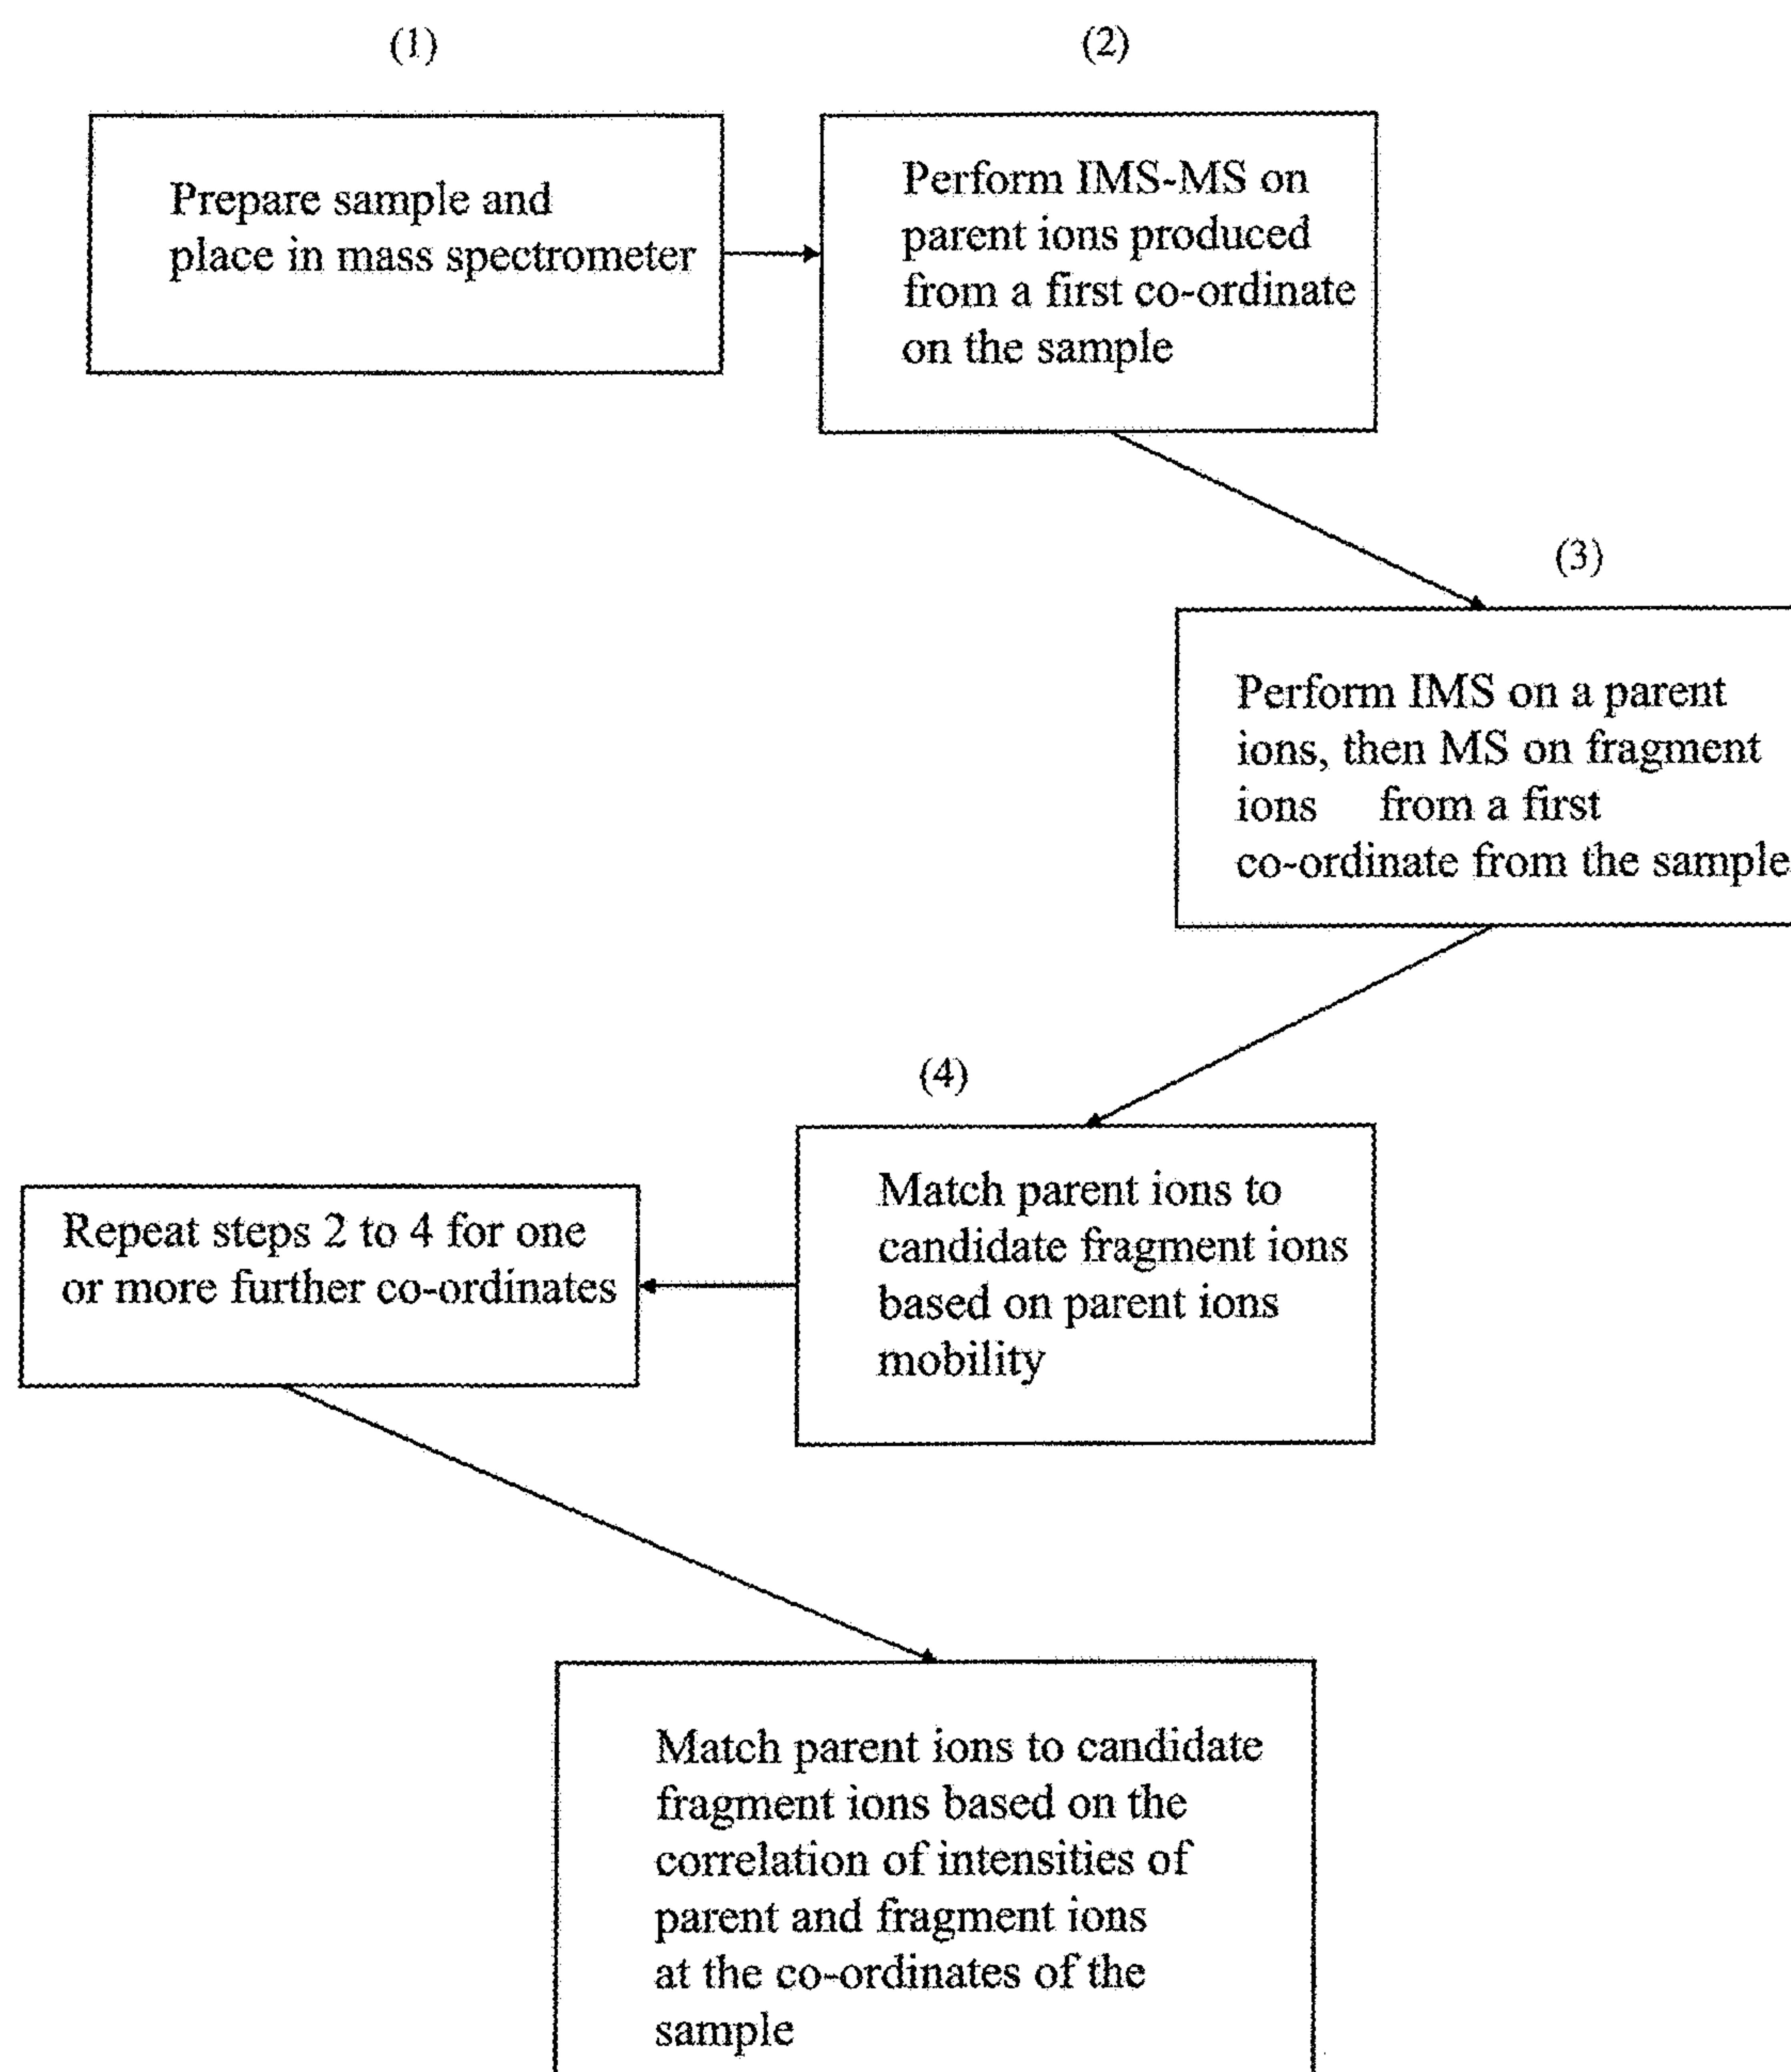 (1)
Prepare sample and
place in mass spectrometer
(2)
Perform IMS-MS on
parent ions produced
from a first co-ordinate
on the sample
(3)
Perform IMS on a parent
ions, then MS on fragment
ions from a first
co-ordinate from the sample
(4)
Match parent ions to
candidate fragment ions
based on parent ions
mobility
Repeat steps 2 to 4 for one
or more further co-ordinates
Match parent ions to candidate
fragment ions based on the
correlation of intensities of
parent and fragment ions
at the co-ordinates of the
sample